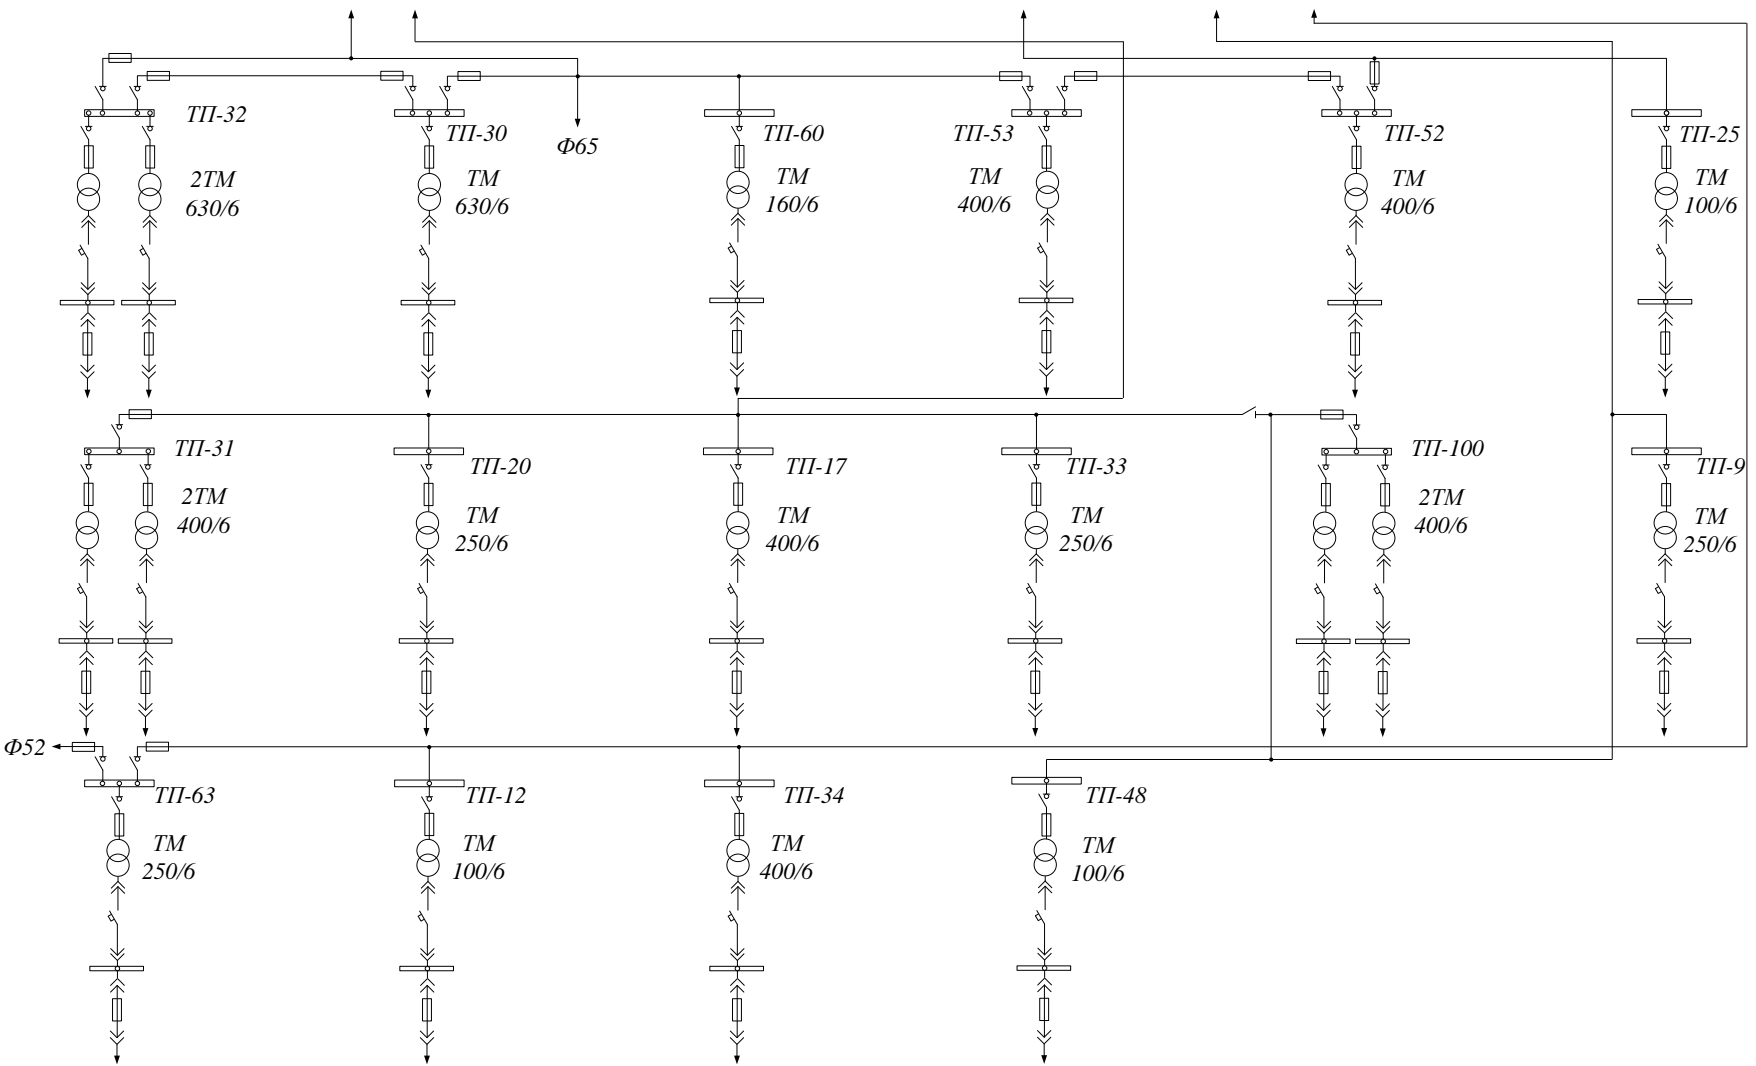 ТП-32
2ТМ
630/6
ТП-30
ТМ
630/6
Ф65
ТП-60
ТМ
160/6
ТП-53
ТМ
400/6
ТП-52
ТМ
400/6
ТП-25
ТМ
100/6
ТП-31
2ТМ
400/6
ТП-20
ТМ
250/6
ТП-17
ТМ
400/6
ТП-33
ТМ
250/6
ТП-100
2ТМ
400/6
ТП-9
ТМ
250/6
Ф52
ТП-63
ТМ
250/6
ТП-12
ТМ
100/6
ТП-34
ТМ
400/6
ТП-48
ТМ
100/6